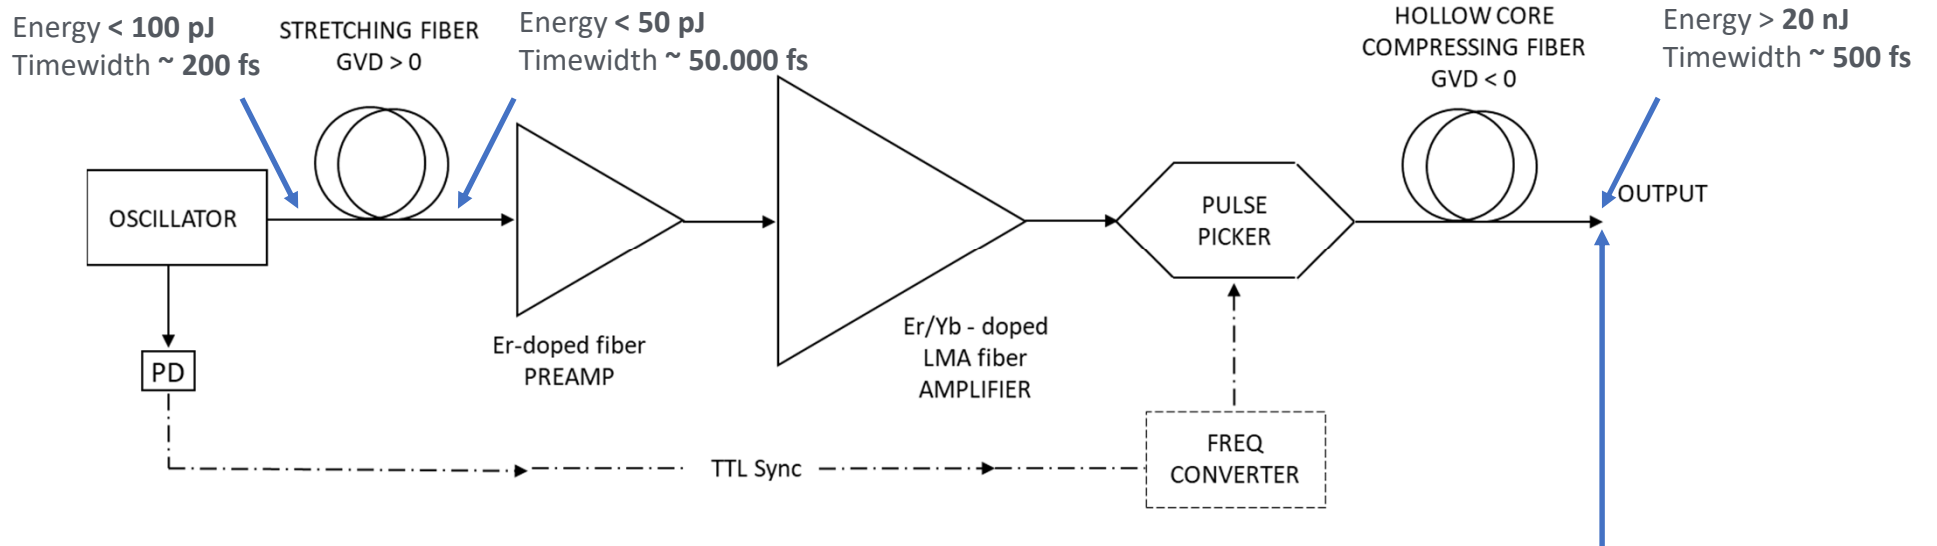 Energy < 100 pJ
Timewidth ~ 200 fs
STRETCHING FIBER
GVD > 0
Energy < 50 pJ
Timewidth ~ 50.000 fs
HOLLOW CORE
COMPRESSING FIBER
GVD < 0
Energy > 20 nJ
Timewidth ~ 500 fs
OSCILLATOR
PULSE
PICKER
OUTPUT
Er-doped fiber
PREAMP
Er/Yb - doped
LMA fiber
AMPLIFIER
PD
TTL Sync
FREQ
CONVERTER